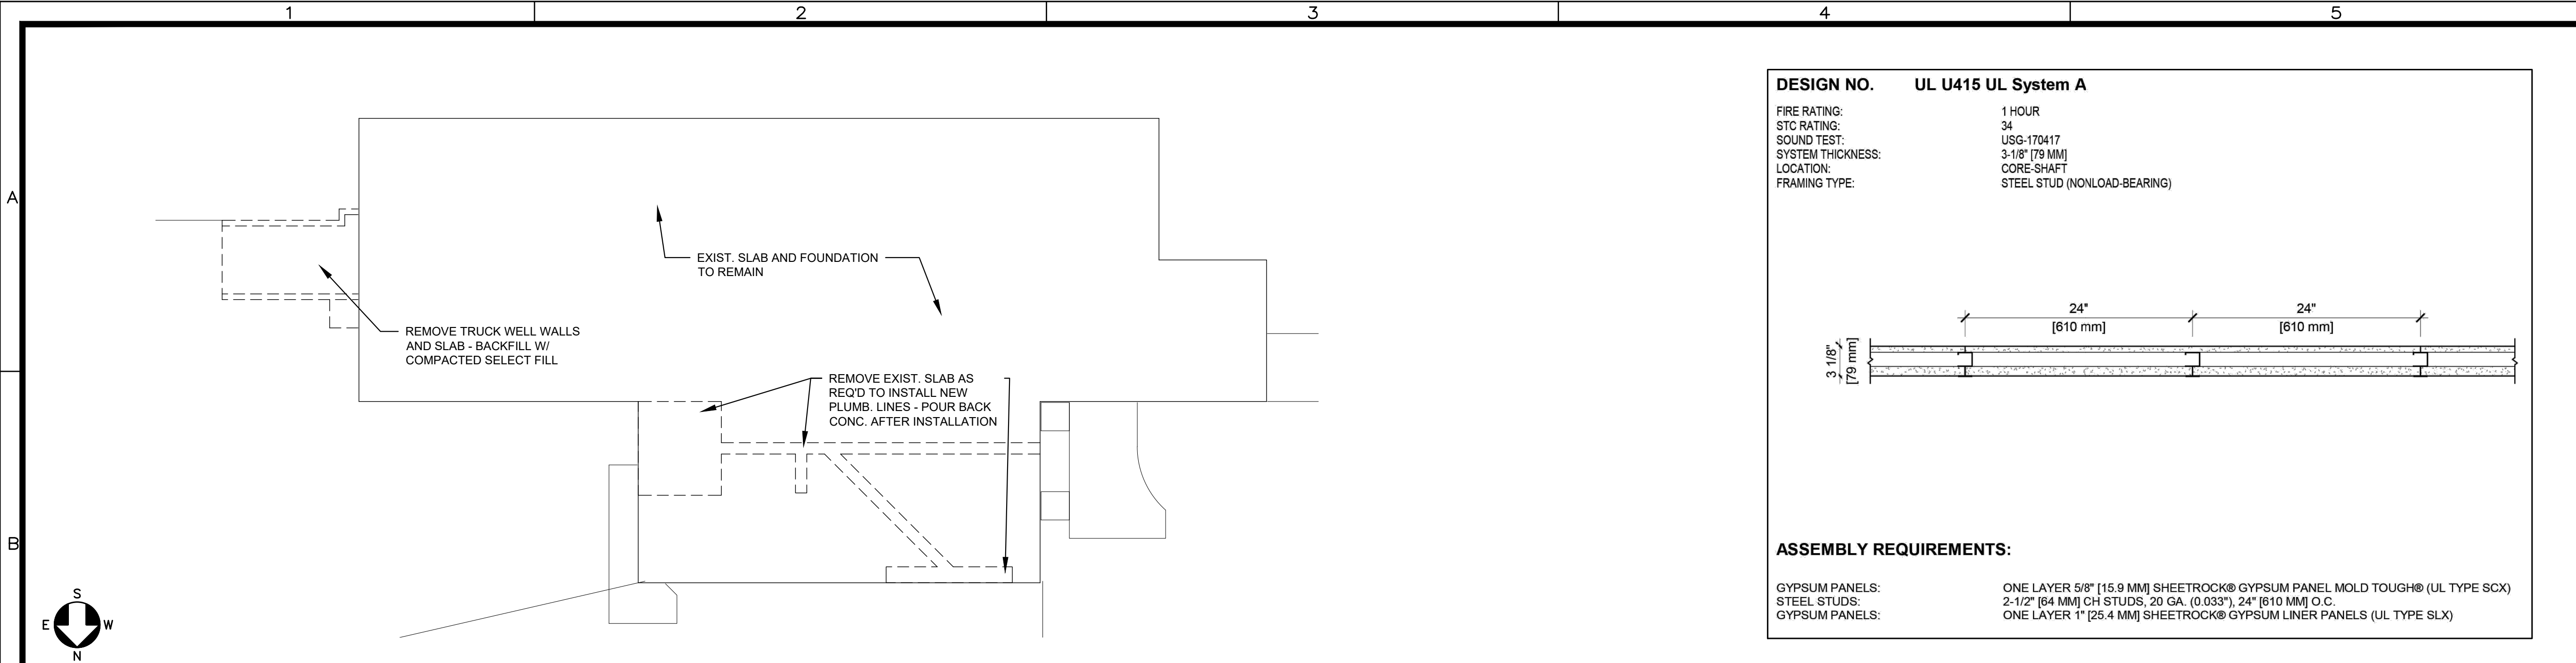 1 2 3 4 5
A
B
EXIST. SLAB AND FOUNDATION
TO REMAIN
REMOVE TRUCK WELL WALLS
AND SLAB - BACKFILL W/
COMPACTED SELECT FILL
REMOVE EXIST. SLAB AS
REQ'D TO INSTALL NEW
PLUMB. LINES - POUR BACK
CONC. AFTER INSTALLATION
S
E W
N
DESIGN NO. UL U415 UL System A
FIRE RATING: 1 HOUR
STC RATING: 34
SOUND TEST: USG-170417
SYSTEM THICKNESS: 3-1/8" [79 MM]
LOCATION: CORE-SHAFT
FRAMING TYPE: STEEL STUD (NONLOAD-BEARING)
24" 24"
[610 mm] [610 mm]
3 1/8"
[79 mm]
ASSEMBLY REQUIREMENTS:
GYPSUM PANELS: ONE LAYER 5/8" [15.9 MM] SHEETROCK® GYPSUM PANEL MOLD TOUGH® (UL TYPE SCX)
STEEL STUDS: 2-1/2" [64 MM] CH STUDS, 20 GA. (0.033"), 24" [610 MM] O.C.
GYPSUM PANELS: ONE LAYER 1" [25.4 MM] SHEETROCK® GYPSUM LINER PANELS (UL TYPE SLX)